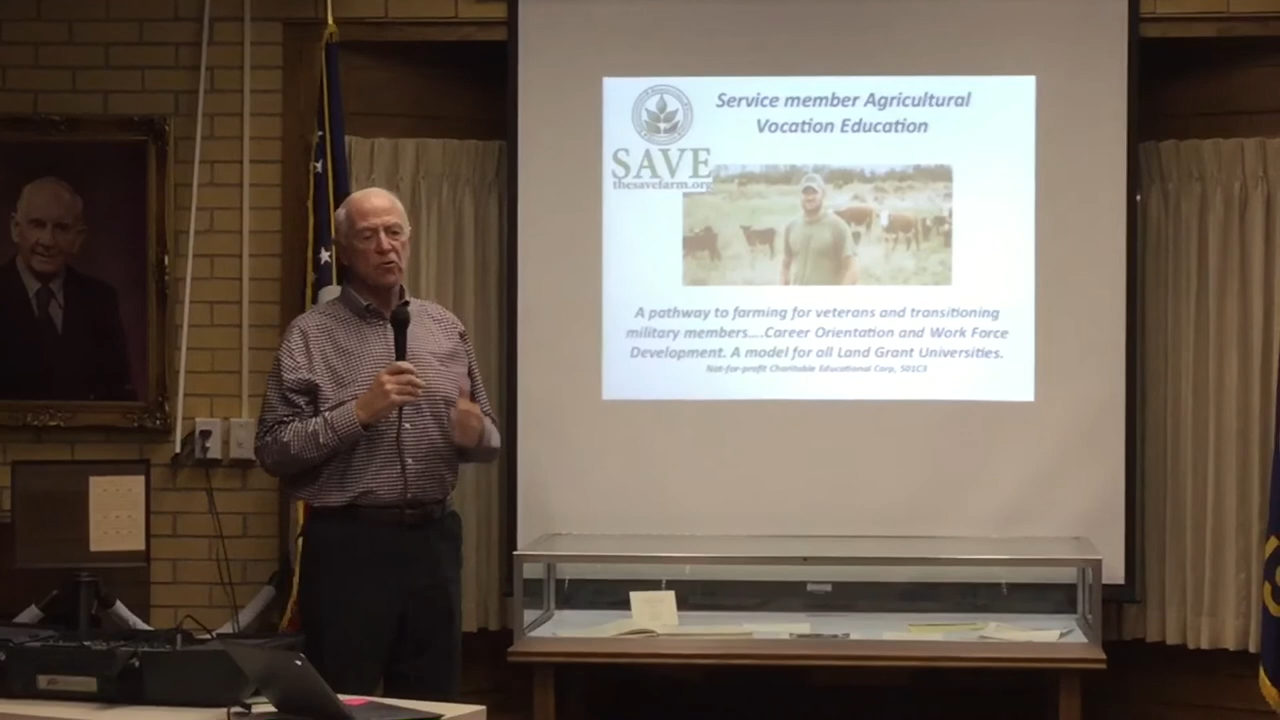 Service member Agricultural
Vocation Education
SAVE
thesavefarm.org
A pathway to farming for veterans and transitioning
military members....Career Orientation and Work Force
Development. A model for all Land Grant Universities.
Not-for-profit Charitable Educational Corp, 501C3